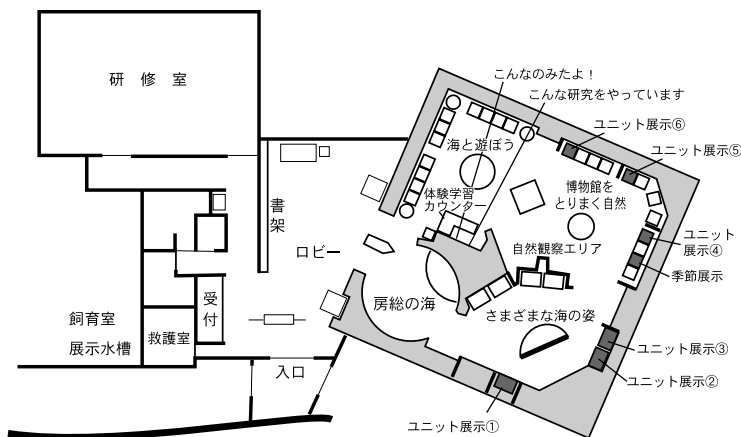 研　修　室
こんなのみたよ！
こんな研究をやっています
ユニット展示⑥
ユニット展示⑤
海と遊ぼう
博物館を
とりまく自然
体験学習
カウンター
書
架
ロビー
自然観察エリア
ユニット
展示④
季節展示
受
付
房総の海
さまざまな海の姿
飼育室
展示水槽
救護室
ユニット展示③
ユニット展示②
入口
ユニット展示①